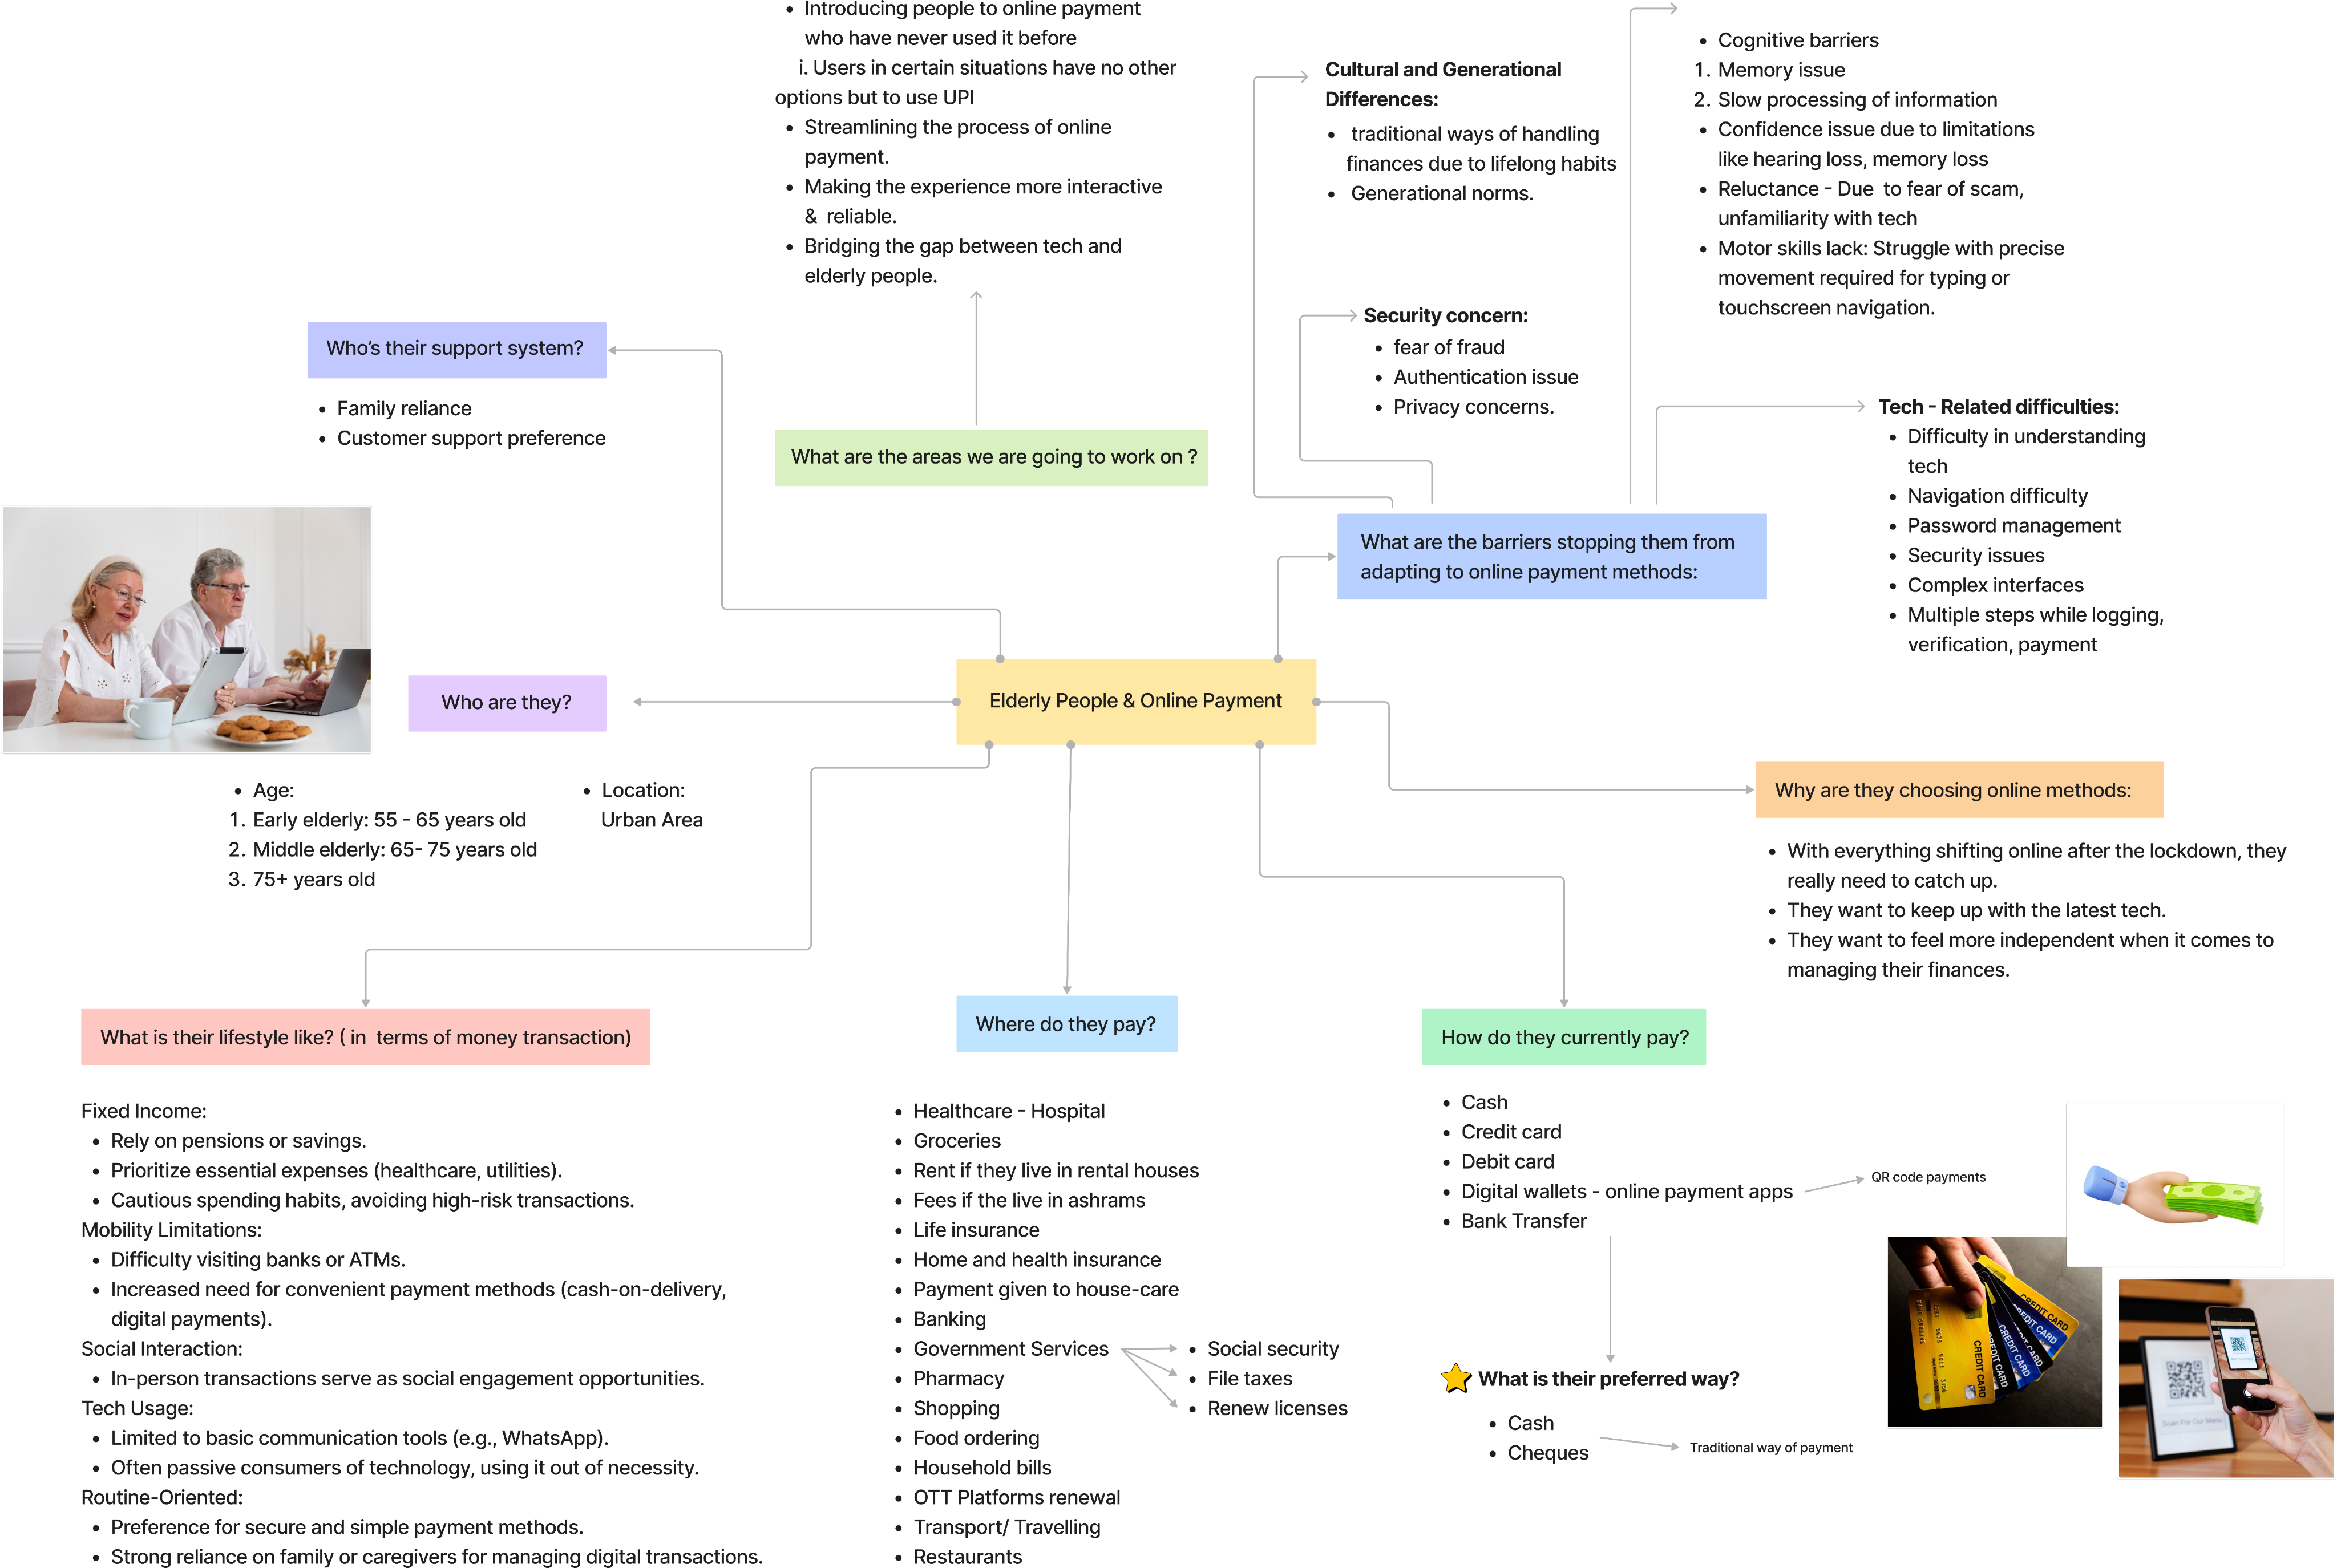 • Introducing people to online payment
who have never used it before
i. Users in certain situations have no other
options but to use UPI
• Streamlining the process of online
payment.
• Making the experience more interactive
& reliable.
• Bridging the gap between tech and
elderly people.
Cultural and Generational
Differences:
• traditional ways of handling
finances due to lifelong habits
• Generational norms.
• Cognitive barriers
1. Memory issue
2. Slow processing of information
• Confidence issue due to limitations
like hearing loss, memory loss
• Reluctance - Due to fear of scam,
unfamiliarity with tech
• Motor skills lack: Struggle with precise
movement required for typing or
touchscreen navigation.
Security concern:
• fear of fraud
• Authentication issue
• Privacy concerns.
Who's their support system?
• Family reliance
• Customer support preference
What are the areas we are going to work on ?
Tech - Related difficulties:
• Difficulty in understanding
tech
• Navigation difficulty
• Password management
• Security issues
• Complex interfaces
• Multiple steps while logging,
verification, payment
What are the barriers stopping them from
adapting to online payment methods:
Elderly People & Online Payment
Who are they?
• Age:
1. Early elderly: 55 - 65 years old
2. Middle elderly: 65- 75 years old
3. 75+ years old
• Location:
Urban Area
Why are they choosing online methods:
• With everything shifting online after the lockdown, they
really need to catch up.
• They want to keep up with the latest tech.
• They want to feel more independent when it comes to
managing their finances.
What is their lifestyle like? ( in terms of money transaction)
Fixed Income:
• Rely on pensions or savings.
• Prioritize essential expenses (healthcare, utilities).
• Cautious spending habits, avoiding high-risk transactions.
Mobility Limitations:
• Difficulty visiting banks or ATMs.
• Increased need for convenient payment methods (cash-on-delivery,
digital payments).
Social Interaction:
• In-person transactions serve as social engagement opportunities.
Tech Usage:
• Limited to basic communication tools (e.g., WhatsApp).
• Often passive consumers of technology, using it out of necessity.
Routine-Oriented:
• Preference for secure and simple payment methods.
• Strong reliance on family or caregivers for managing digital transactions.
Where do they pay?
• Healthcare - Hospital
• Groceries
• Rent if they live in rental houses
• Fees if the live in ashrams
• Life insurance
• Home and health insurance
• Payment given to house-care
• Banking
• Government Services
• Pharmacy
• Shopping
• Food ordering
• Household bills
• OTT Platforms renewal
• Transport/ Travelling
• Restaurants
• Social security
• File taxes
• Renew licenses
How do they currently pay?
• Cash
• Credit card
• Debit card
• Digital wallets - online payment apps
• Bank Transfer
QR code payments
What is their preferred way?
• Cash
• Cheques
Traditional way of payment
CREDIT CARD
CREDIT CARD
CREDIT CARD
CREDIT CARD
CREDIT CARD
Scan For Our Menu